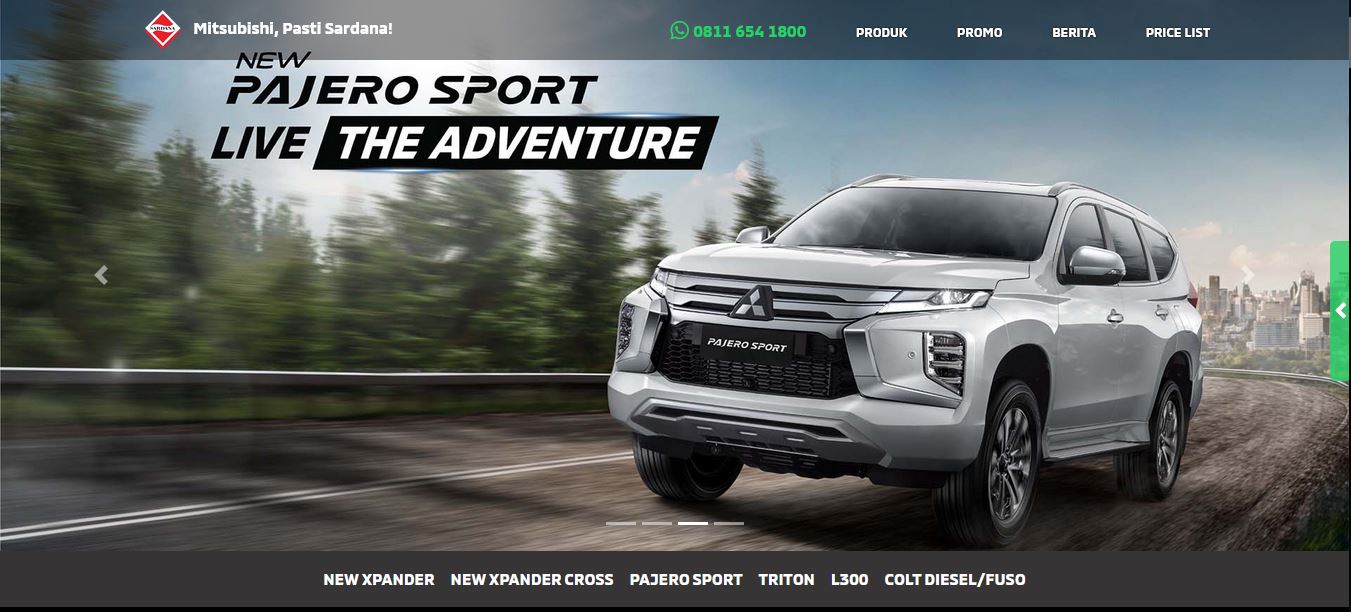 SARDANA
Mitsubishi, Pasti Sardana!
0811 654 1800
PRODUK
PROMO
BERITA
PRICE LIST
NEW
PAJERO SPORT
LIVE THE ADVENTURE
PAJERO SPORT
NEW XPANDER NEW XPANDER CROSS PAJERO SPORT TRITON L300 COLT DIESEL/FUSO